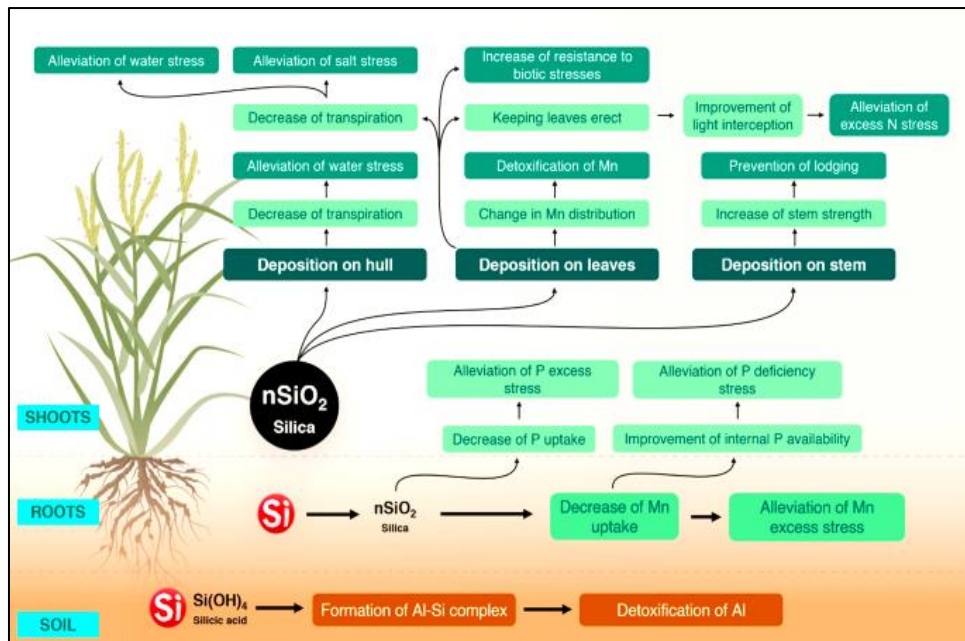 Alleviation of water stress
Alleviation of salt stress
Increase of resistance to
biotic stresses
Decrease of transpiration
Keeping leaves erect
Improvement of
light interception
Alleviation of
excess N stress
Alleviation of water stress
Detoxification of Mn
Prevention of lodging
Decrease of transpiration
Change in Mn distribution
Increase of stem strength
Deposition on hull
Deposition on leaves
Deposition on stem
nSiO₂
Silica
Alleviation of P excess
stress
Alleviation of P deficiency
stress
SHOOTS
Decrease of P uptake
Improvement of internal P availability
ROOTS
Si
nSiO₂
Silica
Decrease of Mn
uptake
Alleviation of Mn
excess stress
SOIL
Si
Si(OH)₄
Silicic acid
Formation of Al-Si complex
Detoxification of Al